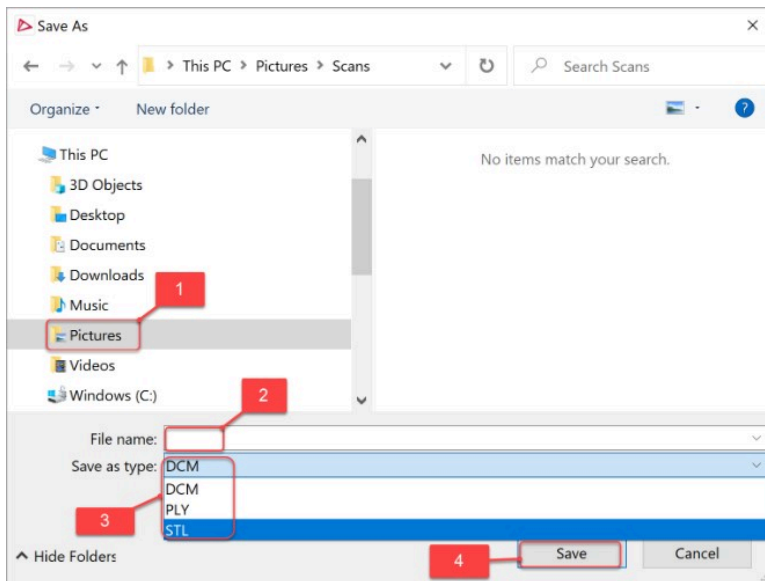 Save As
This PC > Pictures > Scans
Search Scans
Organize
New folder
No items match your search.
This PC
3D Objects
Desktop
Documents
Downloads
1
Music
Pictures
Videos
Windows (C:)
2
File name:
Save as type: DCM
DCM
PLY
3
STL
Hide Folders
4
Save
Cancel